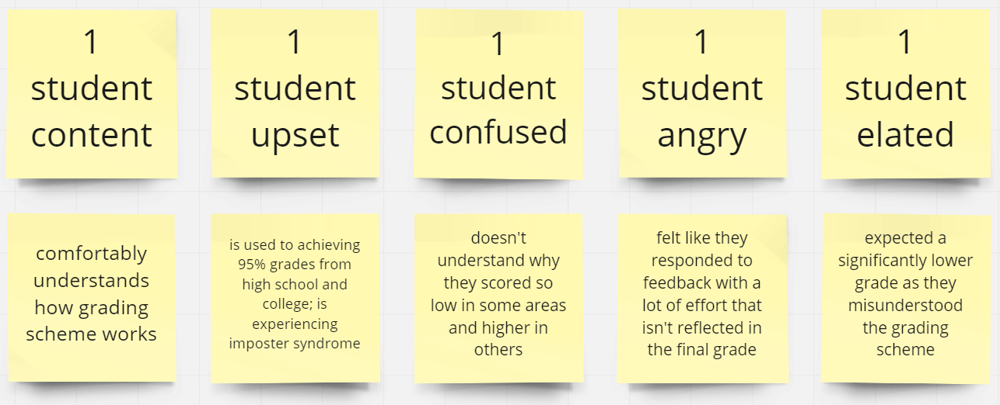 1
student
content
1
student
upset
1
student
confused
1
student
angry
1
student
elated
comfortably
understands
how grading
scheme works
is used to achieving
95% grades from
high school and
college; is
experiencing
imposter syndrome
doesn't
understand why
they scored so
low in some areas
and higher in
others
felt like they
responded to
feedback with a
lot of effort that
isn't reflected in
the final grade
expected a
significantly lower
grade as they
misunderstood
the grading
scheme